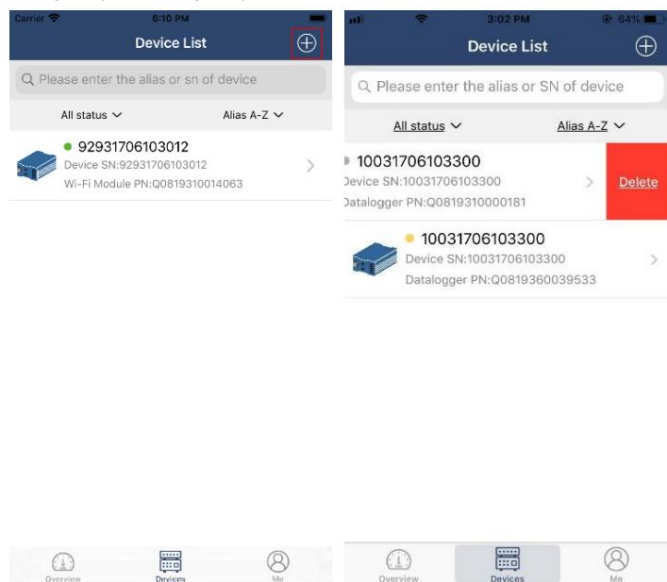 Carrier 6:10 PM
Device List
Please enter the alias or sn of device
All status Alias A-Z
92931706103012
Device SN:92931706103012
Wi-Fi Module PN:Q0819310014063
Overview Devices Me
3:02 PM 64%
Device List
Please enter the alias or SN of device
All status Alias A-Z
10031706103300
Device SN:10031706103300
Datalogger PN:Q0819310000181
Delete
10031706103300
Device SN:10031706103300
Datalogger PN:Q0819360039533
Overview Devices Me